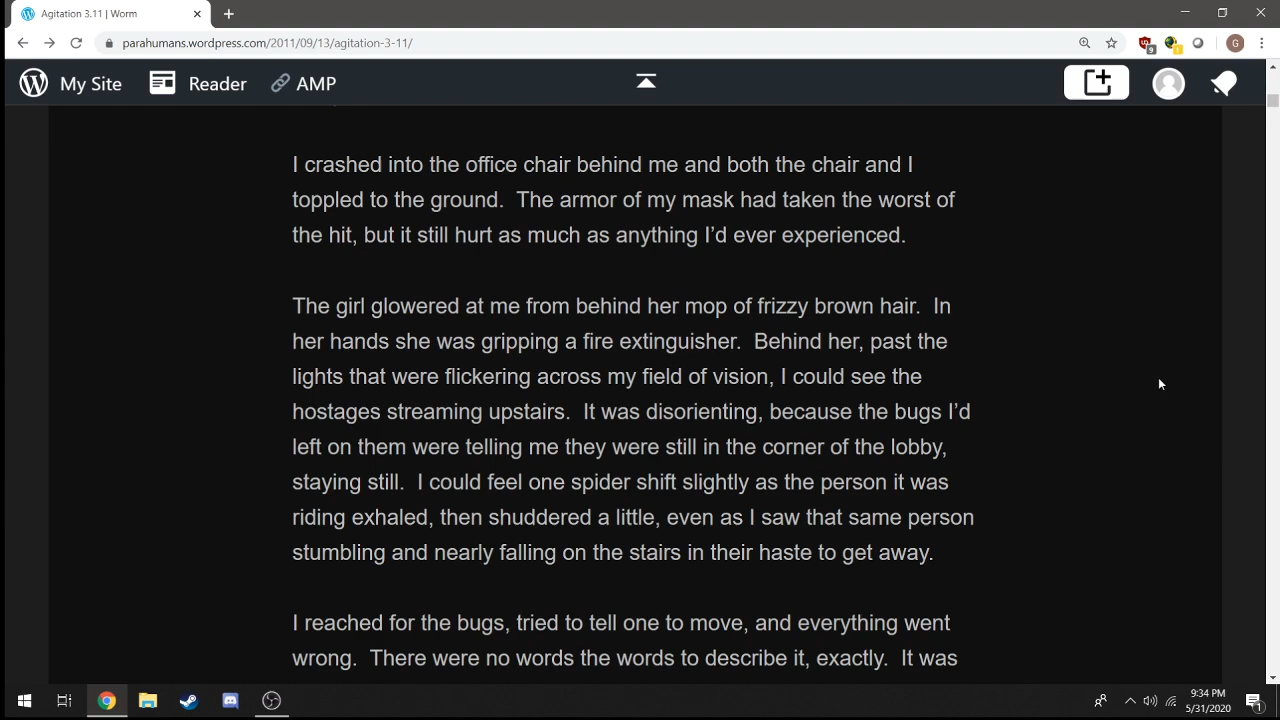 Agitation 3.11 | Worm
parahumans.wordpress.com/2011/09/13/agitation-3-11/
9
1
G
My Site
Reader
AMP
I crashed into the office chair behind me and both the chair and I
toppled to the ground.  The armor of my mask had taken the worst of
the hit, but it still hurt as much as anything I’d ever experienced.
The girl glowered at me from behind her mop of frizzy brown hair.  In
her hands she was gripping a fire extinguisher.  Behind her, past the
lights that were flickering across my field of vision, I could see the
hostages streaming upstairs.  It was disorienting, because the bugs I’d
left on them were telling me they were still in the corner of the lobby,
staying still.  I could feel one spider shift slightly as the person it was
riding exhaled, then shuddered a little, even as I saw that same person
stumbling and nearly falling on the stairs in their haste to get away.
I reached for the bugs, tried to tell one to move, and everything went
wrong.  There were no words the words to describe it, exactly.  It was
9:34 PM
5/31/2020
1